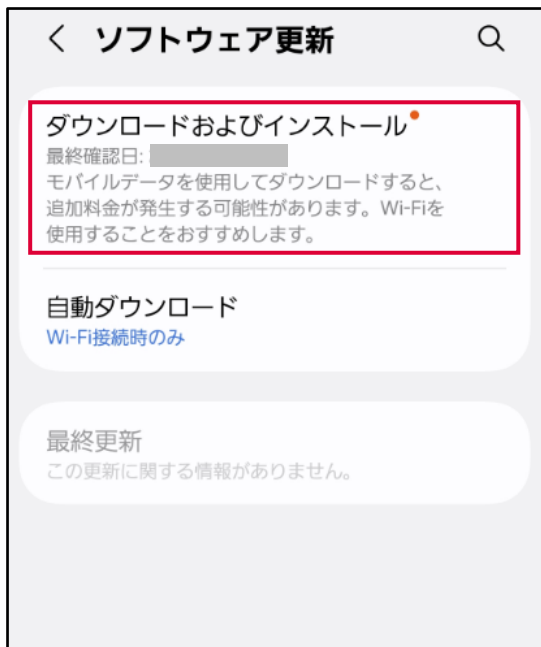 ソフトウェア更新
ダウンロードおよびインストール
最終確認日:
モバイルデータを使用してダウンロードすると、
追加料金が発生する可能性があります。Wi-Fiを
使用することをおすすめします。
自動ダウンロード
Wi-Fi接続時のみ
最終更新
この更新に関する情報がありません。